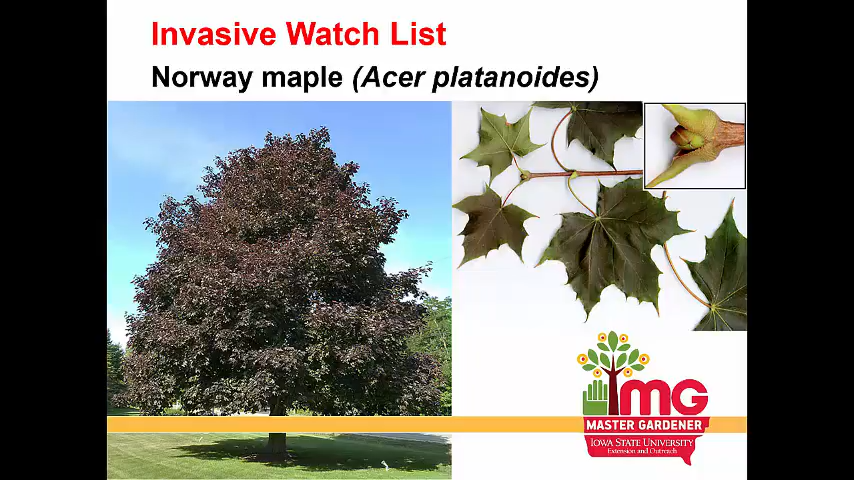 Invasive Watch List
Norway maple (Acer platanoides)
MG
MASTER GARDENER
IOWA STATE UNIVERSITY
Extension and Outreach